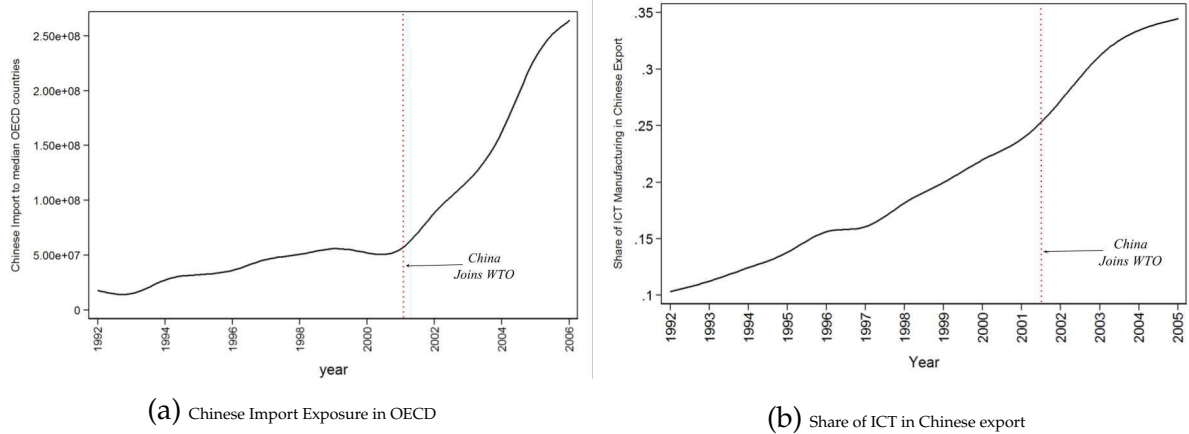 Chinese Import to median OECD countries
2.50e+08
2.00e+08
1.50e+08
1.00e+08
5.00e+07
0
China
Joins WTO
1992
1994
1996
1998
2000
2002
2004
2006
year
(a) Chinese Import Exposure in OECD
Share of ICT Manufacturing in Chinese Export
.35
.3
.25
.2
.15
.1
China
Joins WTO
1992
1993
1994
1995
1996
1997
1998
1999
2000
2001
2002
2003
2004
2005
Year
(b) Share of ICT in Chinese export